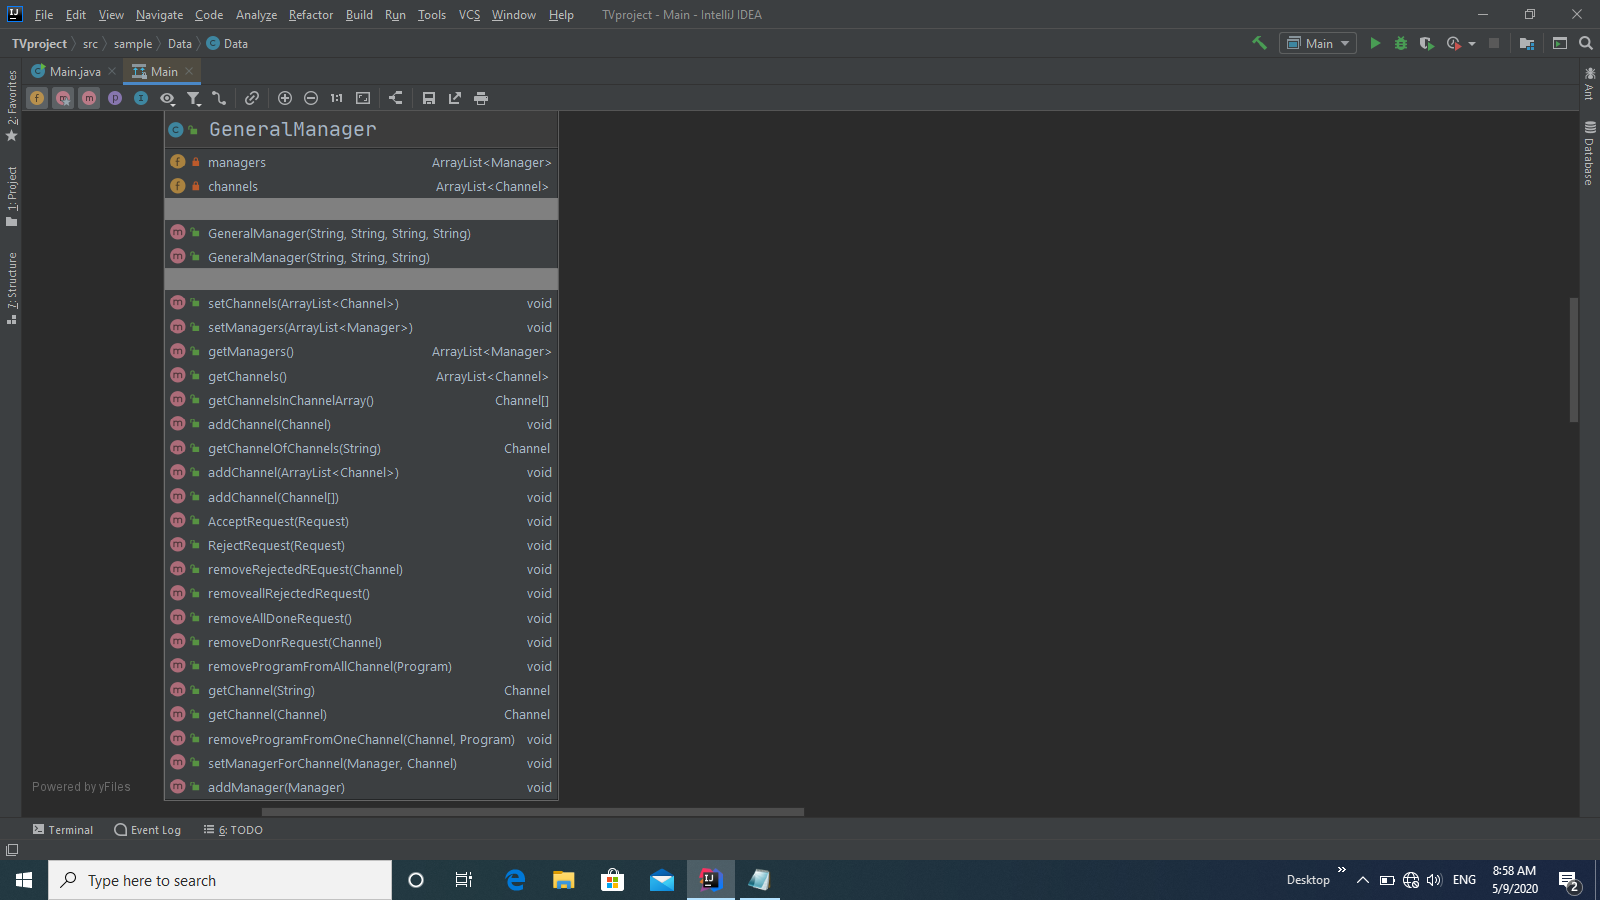 File Edit View Navigate Code Analyze Refactor Build Run Tools VCS Window Help TVproject - Main - IntelliJ IDEA
TVproject src sample Data Data Main
Main.java Main
2: Favorites
1: Project
7: Structure
Ant
Database
1:1
GeneralManager
managers ArrayList<Manager>
channels ArrayList<Channel>
GeneralManager(String, String, String, String)
GeneralManager(String, String, String)
setChannels(ArrayList<Channel>) void
setManagers(ArrayList<Manager>) void
getManagers() ArrayList<Manager>
getChannels() ArrayList<Channel>
getChannelsInChannelArray() Channel[]
addChannel(Channel) void
getChannelOfChannels(String) Channel
addChannel(ArrayList<Channel>) void
addChannel(Channel[]) void
AcceptRequest(Request) void
RejectRequest(Request) void
removeRejectedREquest(Channel) void
removeallRejectedRequest() void
removeAllDoneRequest() void
removeDonrRequest(Channel) void
removeProgramFromAllChannel(Program) void
getChannel(String) Channel
getChannel(Channel) Channel
removeProgramFromOneChannel(Channel, Program) void
setManagerForChannel(Manager, Channel) void
addManager(Manager) void
Powered by yFiles
Terminal Event Log 6: TODO
Type here to search
Desktop ENG
8:58 AM
5/9/2020
2